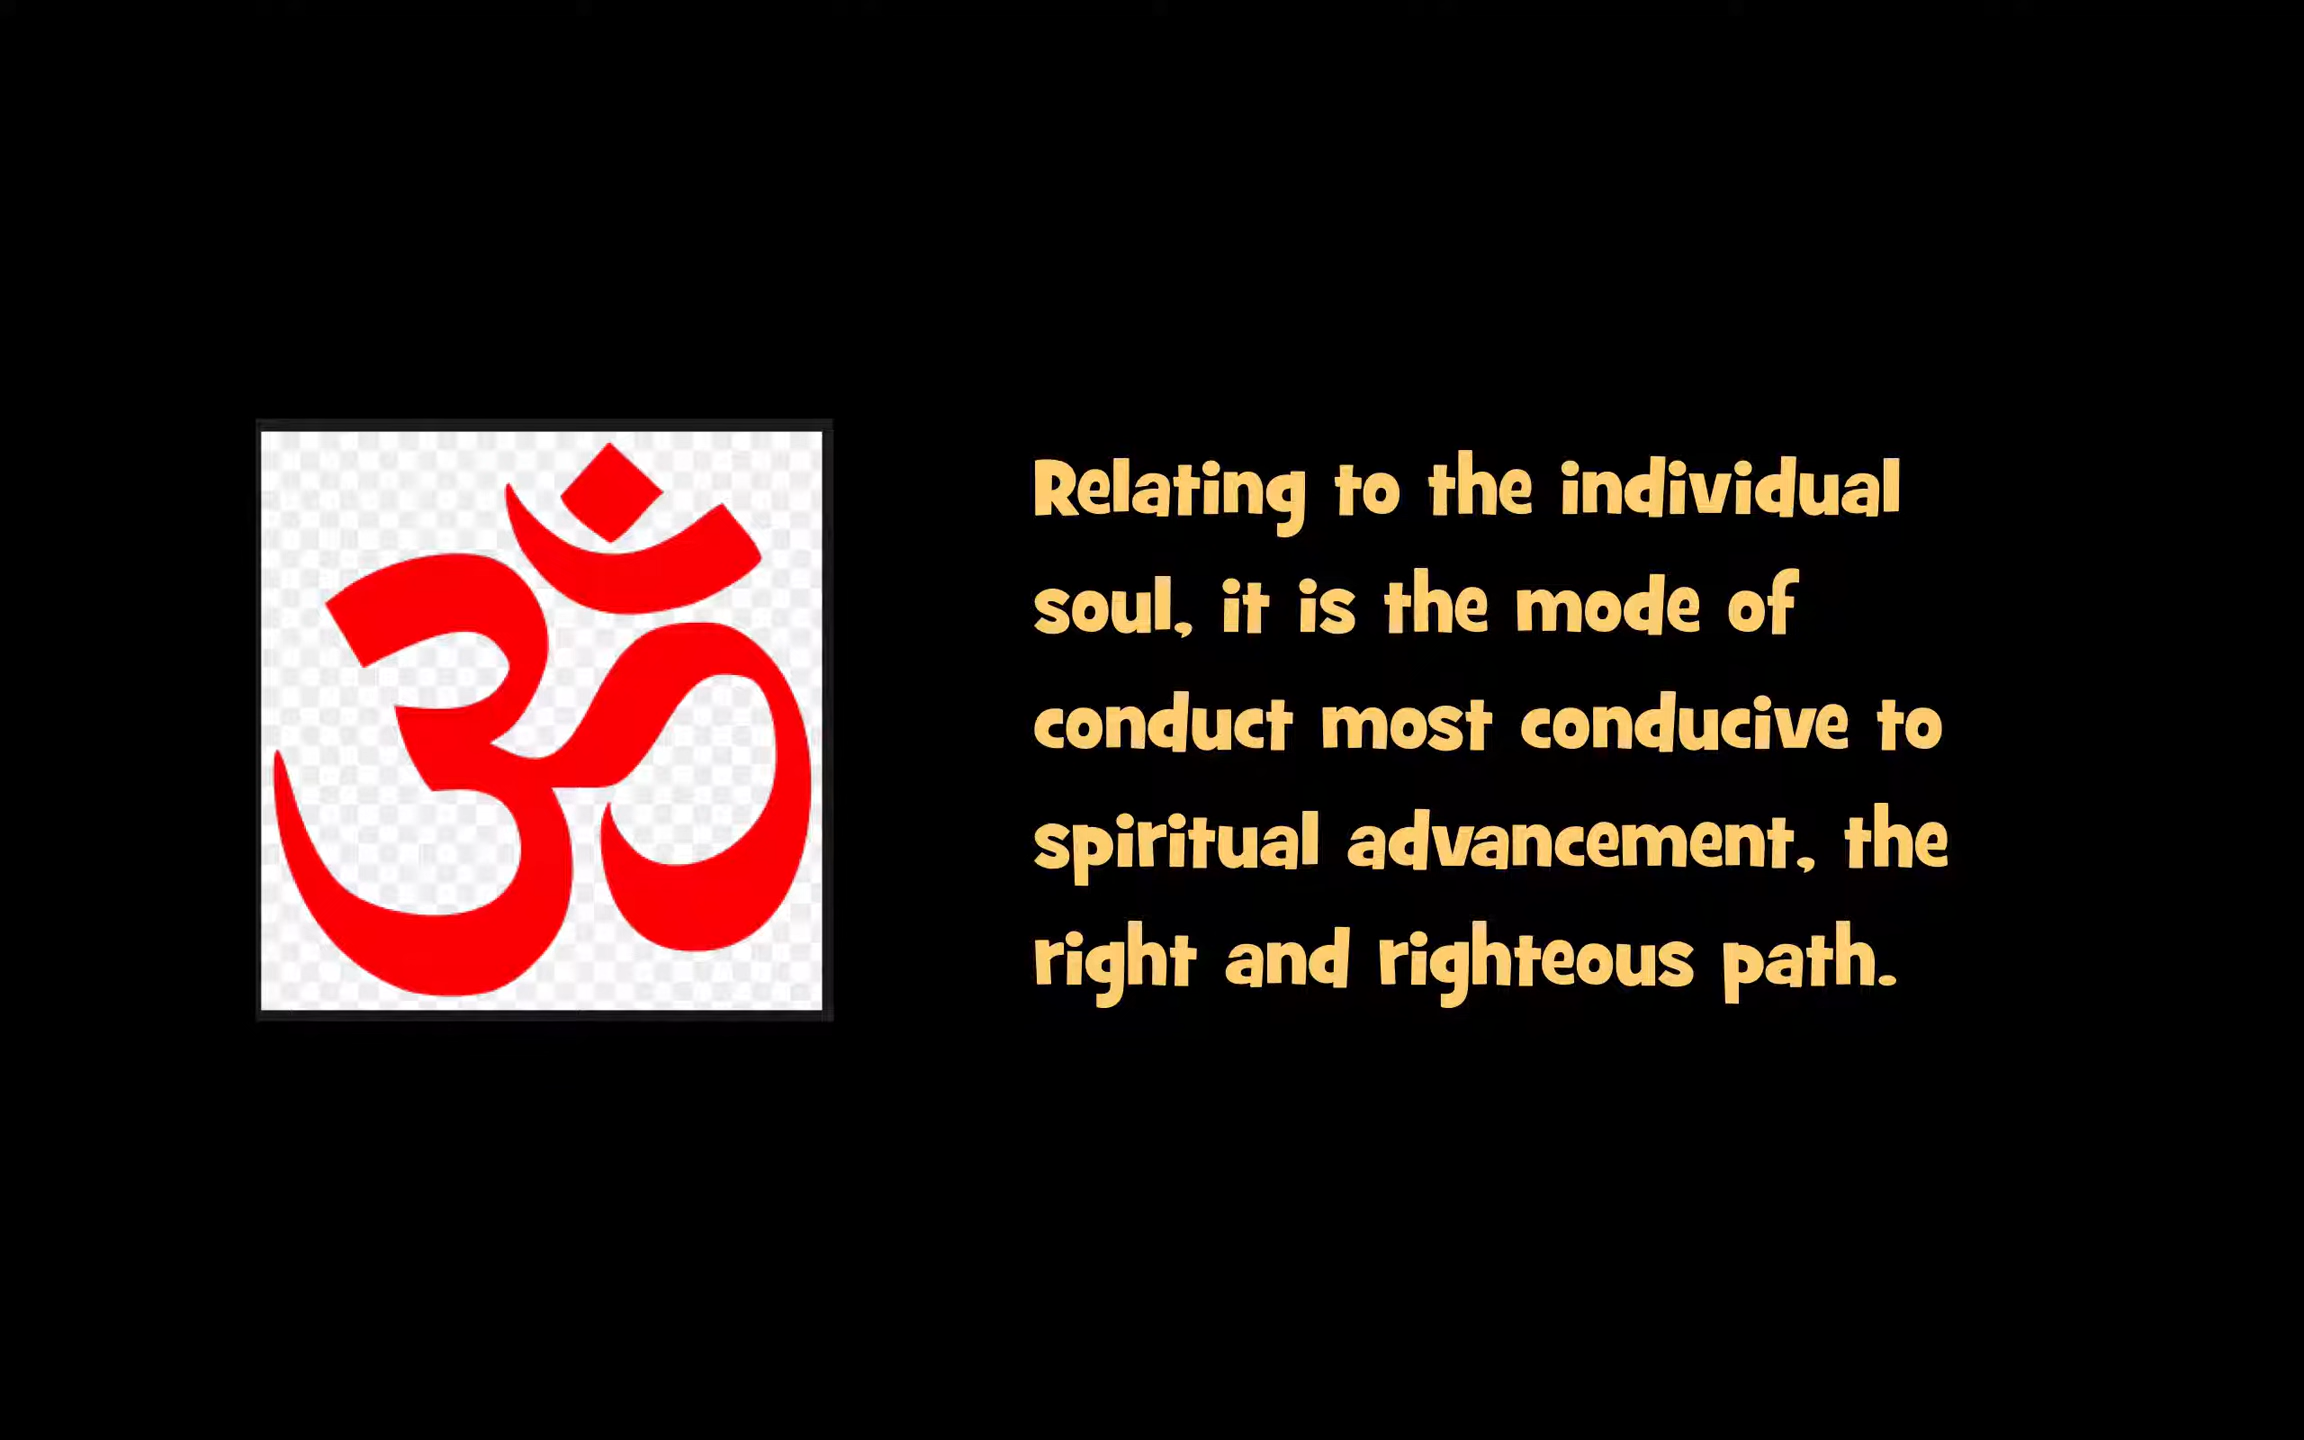 ॐ
Relating to the individual
soul, it is the mode of
conduct most conducive to
spiritual advancement, the
right and righteous path.